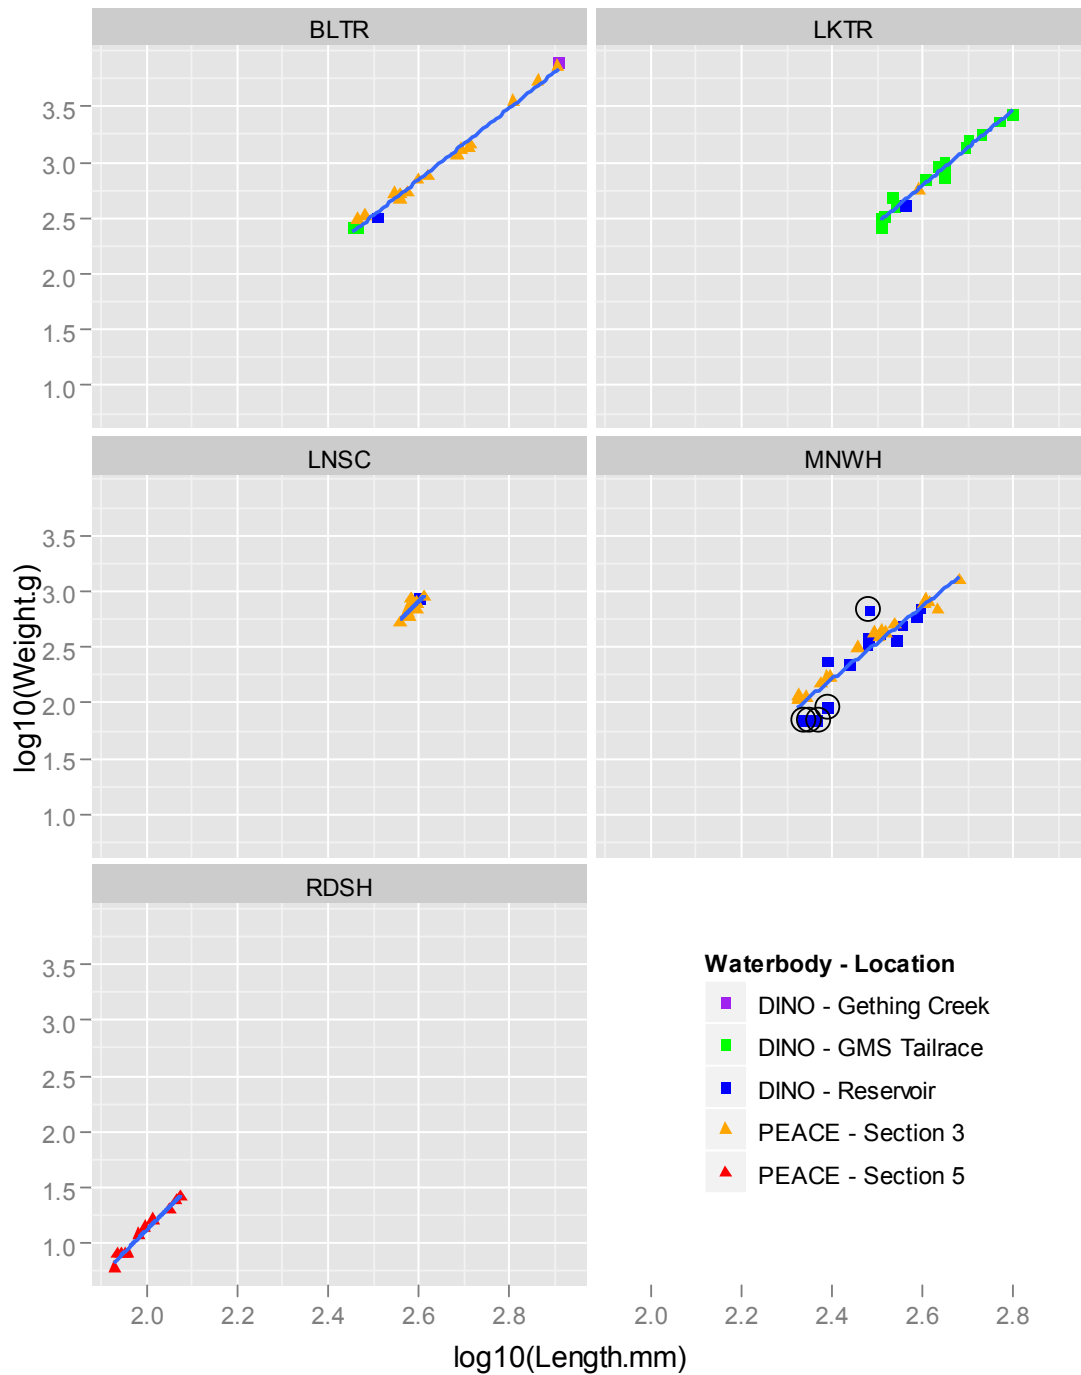 BLTR
LKTR
3.5
3.0
2.5
2.0
1.5
1.0
LNSC
MNWH
3.5
3.0
2.5
2.0
1.5
1.0
log10(Weight.g)
RDSH
3.5
3.0
2.5
2.0
1.5
1.0
Waterbody - Location
DINO - Gething Creek
DINO - GMS Tailrace
DINO - Reservoir
PEACE - Section 3
PEACE - Section 5
2.0 2.2 2.4 2.6 2.8
2.0 2.2 2.4 2.6 2.8
log10(Length.mm)